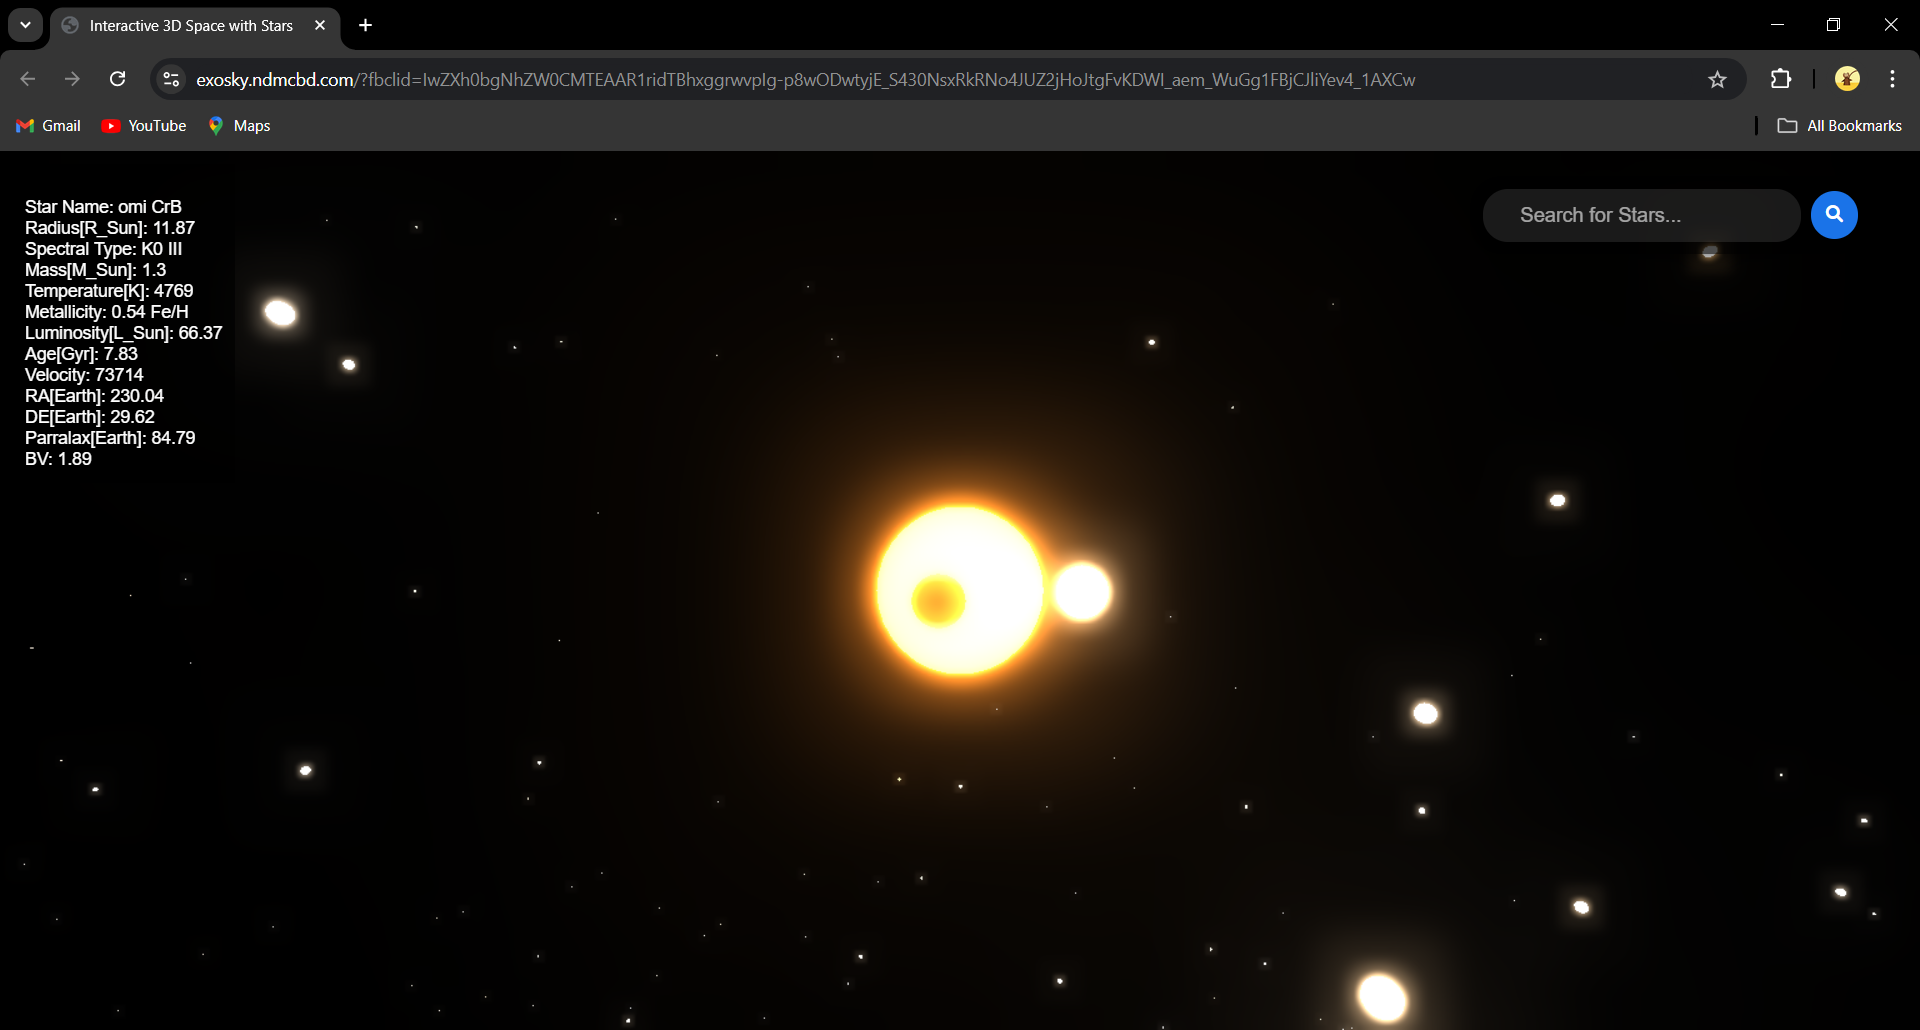 Interactive 3D Space with Stars
exosky.ndmcbd.com/?fbclid=IwZXh0bgNhZW0CMTEAAR1ridTBhxggrwvpIg-p8wODwtyjE_S430NsxRkRNo4JUZ2jHoJtgFvKDWI_aem_WuGg1FBjCJliYev4_1AXCw
Gmail YouTube Maps All Bookmarks
Star Name: omi CrB
Radius[R_Sun]: 11.87
Spectral Type: K0 III
Mass[M_Sun]: 1.3
Temperature[K]: 4769
Metallicity: 0.54 Fe/H
Luminosity[L_Sun]: 66.37
Age[Gyr]: 7.83
Velocity: 73714
RA[Earth]: 230.04
DE[Earth]: 29.62
Parralax[Earth]: 84.79
BV: 1.89
Search for Stars...